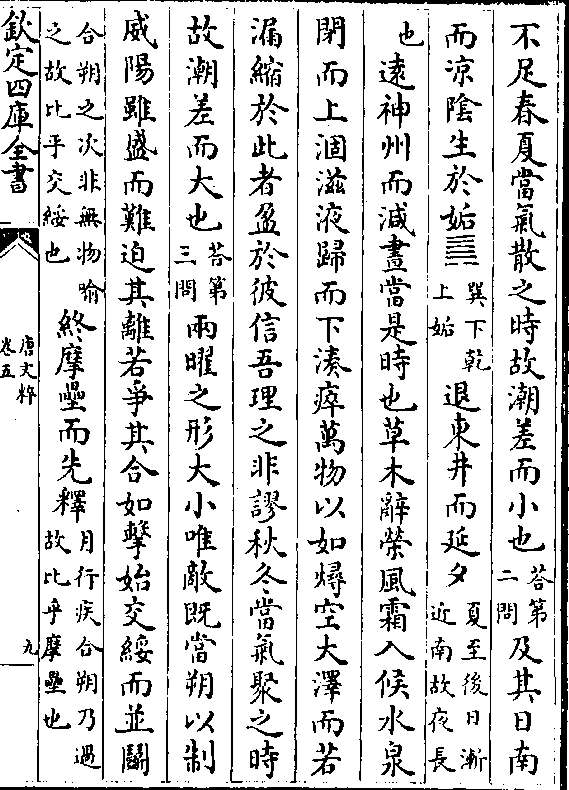 不足春夏當氣散之時故潮差而小也答第二問及其日南
而涼陰生於姤䷫巽下乾上姤退東井而延夕夏至後日漸近南故夜長
也遠神州而減晝當是時也草木辭榮風霜入候水泉
閉而上涸滋液歸而下湊瘁萬物以如燖空大澤而若
漏縮於此者盈於彼信吾理之非謬秋冬當氣聚之時
故潮差而大也答第三問兩曜之形大小唯敵既當朔以制
威陽雖盛而難迫其離若爭其合如擊始交綏而並鬭
合朔之次非無物喻之故比乎交綏也終摩壘而先釋月行疾合朔乃過故比乎摩壘也
欽定四庫全書
唐文粹
卷五
九